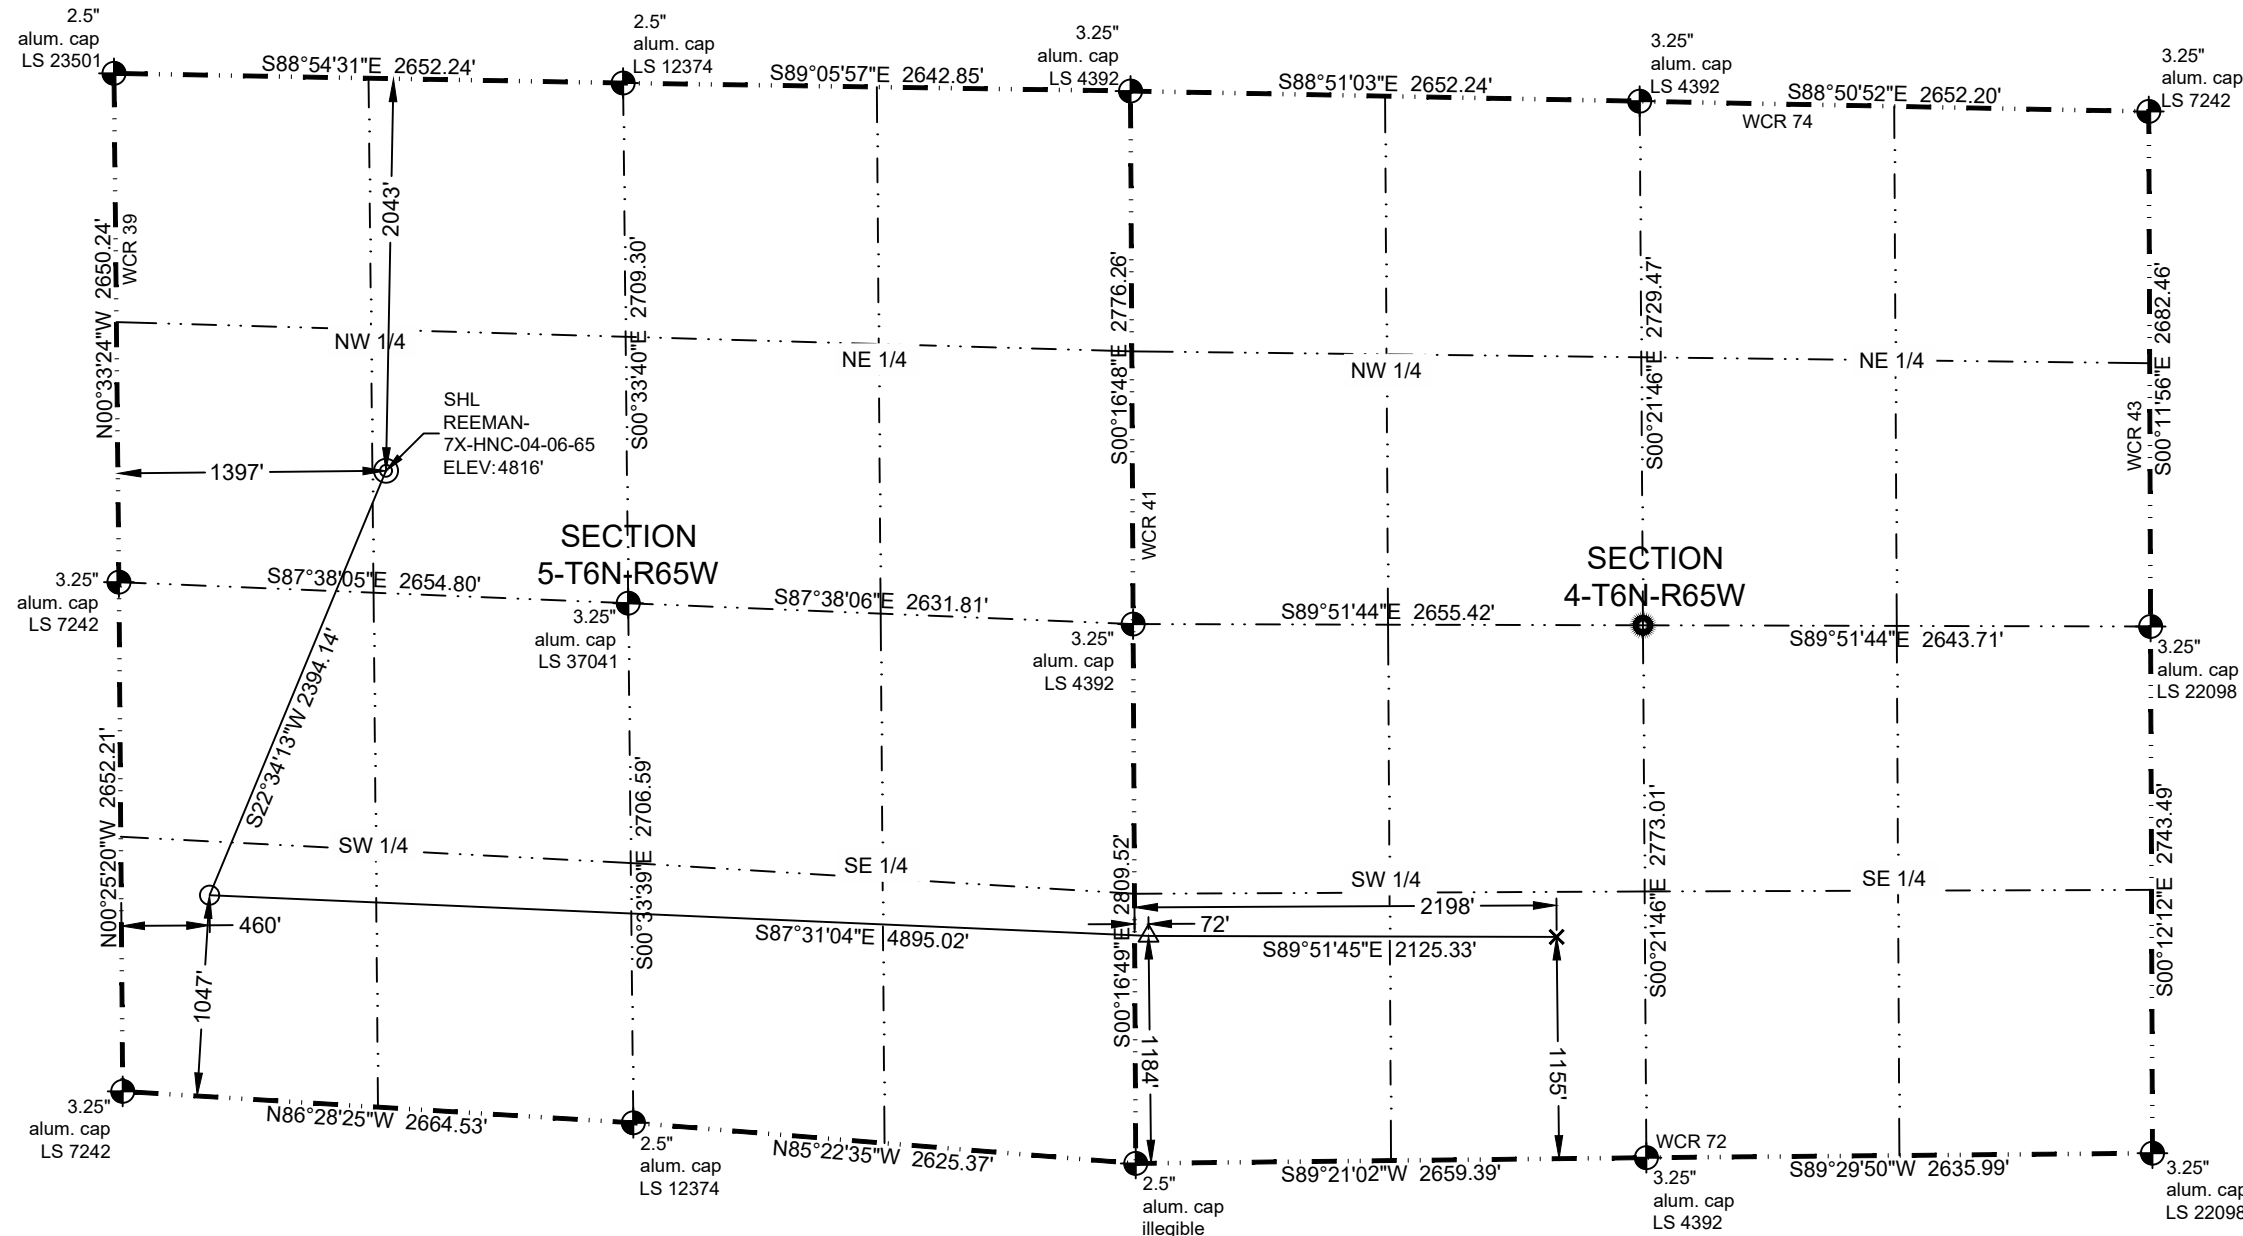 2.5"
alum. cap
LS 23501
S88°54'31"E 2652.24'
2.5"
alum. cap
LS 12374
S89°05'57"E 2642.85'
3.25"
alum. cap
LS 4392
S88°51'03"E 2652.24'
3.25"
alum. cap
LS 4392
S88°50'52"E 2652.20'
WCR 74
3.25"
alum. cap
LS 7242
N00°33'24"W 2650.24'
WCR 39
2043'
S00°33'40"E 2709.30'
S00°16'48"E 2776.26'
S00°21'46"E 2729.47'
S00°11'56"E 2682.46'
WCR 43
NW 1/4
NE 1/4
NW 1/4
NE 1/4
SHL
REEMAN-
7X-HNC-04-06-65
ELEV:4816'
1397'
WCR 41
SECTION
5-T6N-R65W
SECTION
4-T6N-R65W
3.25"
alum. cap
LS 7242
S87°38'05"E 2654.80'
3.25"
alum. cap
LS 37041
S87°38'06"E 2631.81'
3.25"
alum. cap
LS 4392
S89°51'44"E 2655.42'
S89°51'44"E 2643.71'
3.25"
alum. cap
LS 22098
S22°34'13"W 2394.14'
N00°25'20"W 2652.21'
S00°33'39"E 2706.59'
S00°16'49"E 2809.52'
S00°21'46"E 2773.01'
S00°12'12"E 2743.49'
SW 1/4
SE 1/4
SW 1/4
SE 1/4
460'
2198'
72'
S87°31'04"E 4895.02'
S89°51'45"E 2125.33'
1047'
1184'
1155'
3.25"
alum. cap
LS 7242
N86°28'25"W 2664.53'
2.5"
alum. cap
LS 12374
N85°22'35"W 2625.37'
2.5"
alum. cap
illegible
S89°21'02"W 2659.39'
WCR 72
3.25"
alum. cap
LS 4392
S89°29'50"W 2635.99'
3.25"
alum. cap
LS 22098